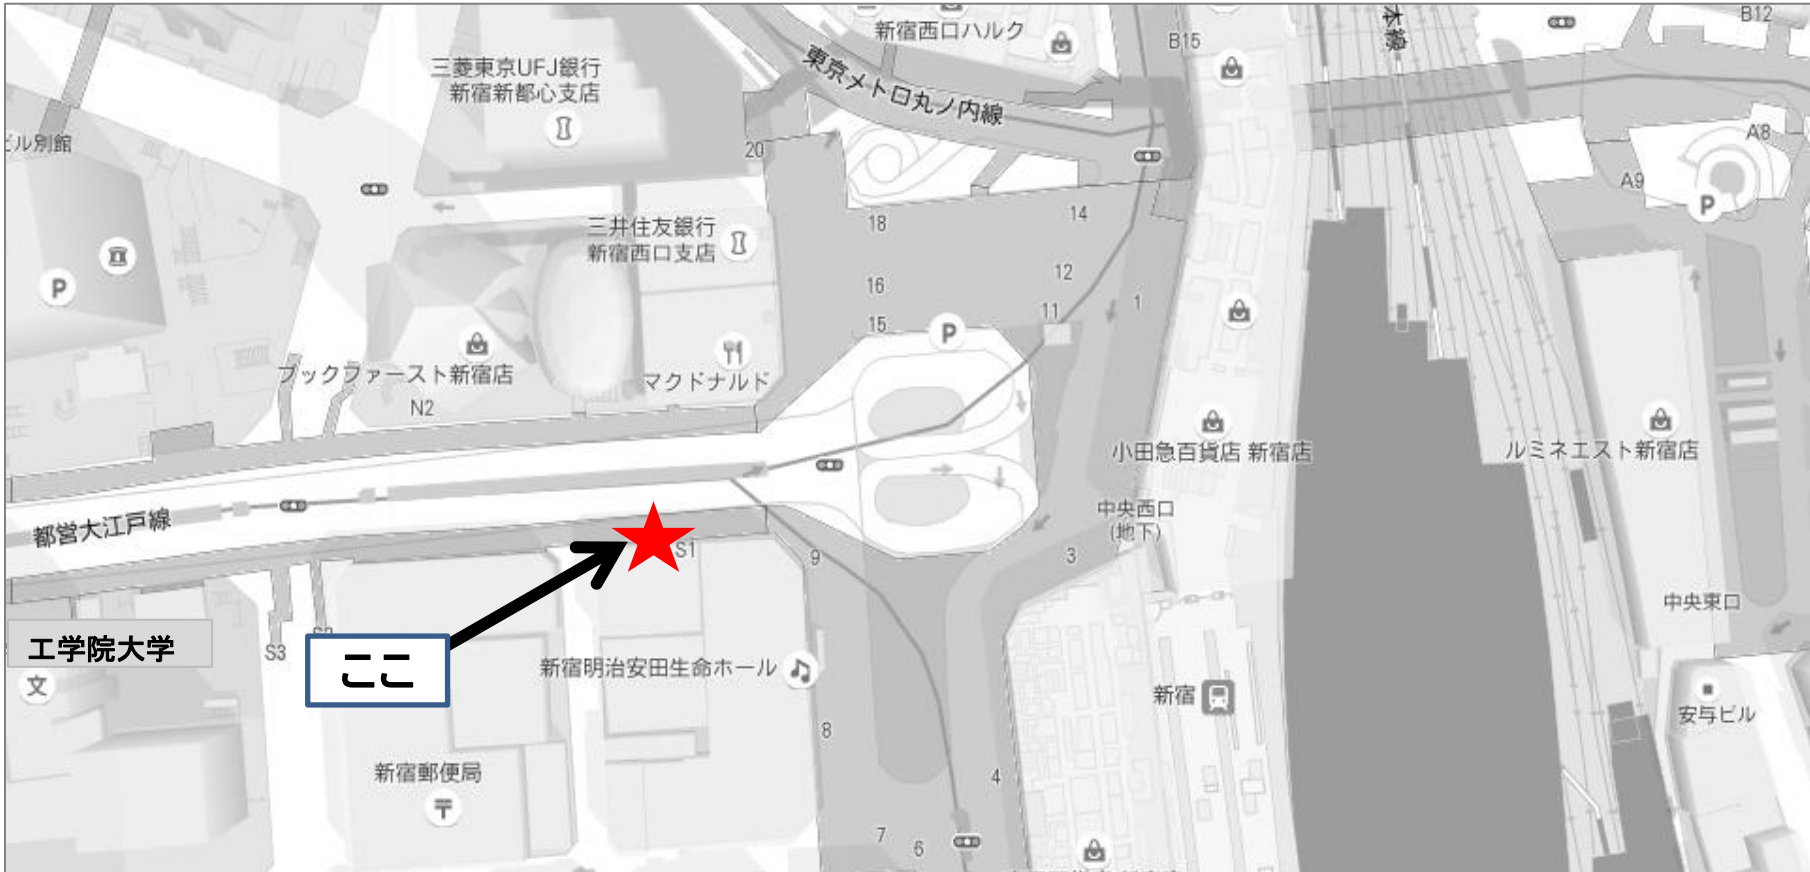 新宿西口ハルク
B15
本線
B12
三菱東京UFJ銀行
新宿新都心支店
東京メトロ丸ノ内線
ビル別館
20
A8
A9
P
三井住友銀行
新宿西口支店
18
14
P
16
12
15
11
1
P
ブックファースト新宿店
マクドナルド
N2
小田急百貨店 新宿店
ルミネエスト新宿店
都営大江戸線
中央西口
(地下)
S1
9
3
中央東口
工学院大学
文
S3
ここ
新宿明治安田生命ホール
新宿
安与ビル
8
新宿郵便局
〒
4
7
6